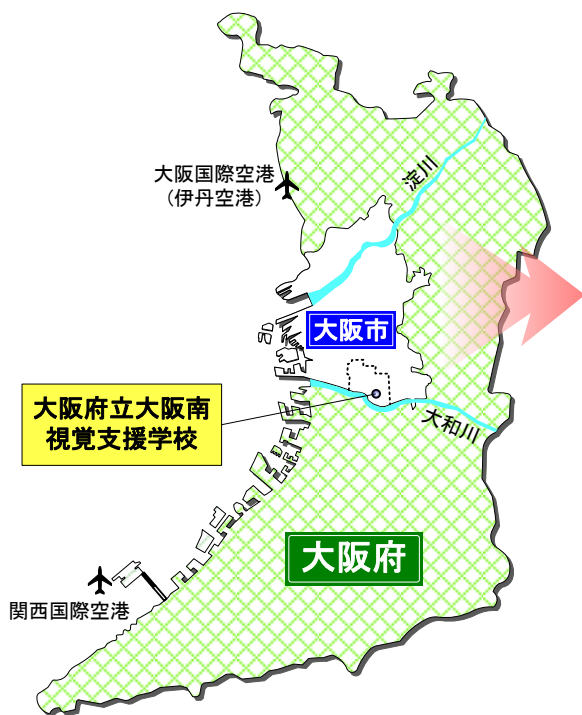 大阪国際空港
（伊丹空港）
淀川
大阪市
大阪府立大阪南
視覚支援学校
大和川
大阪府
関西国際空港